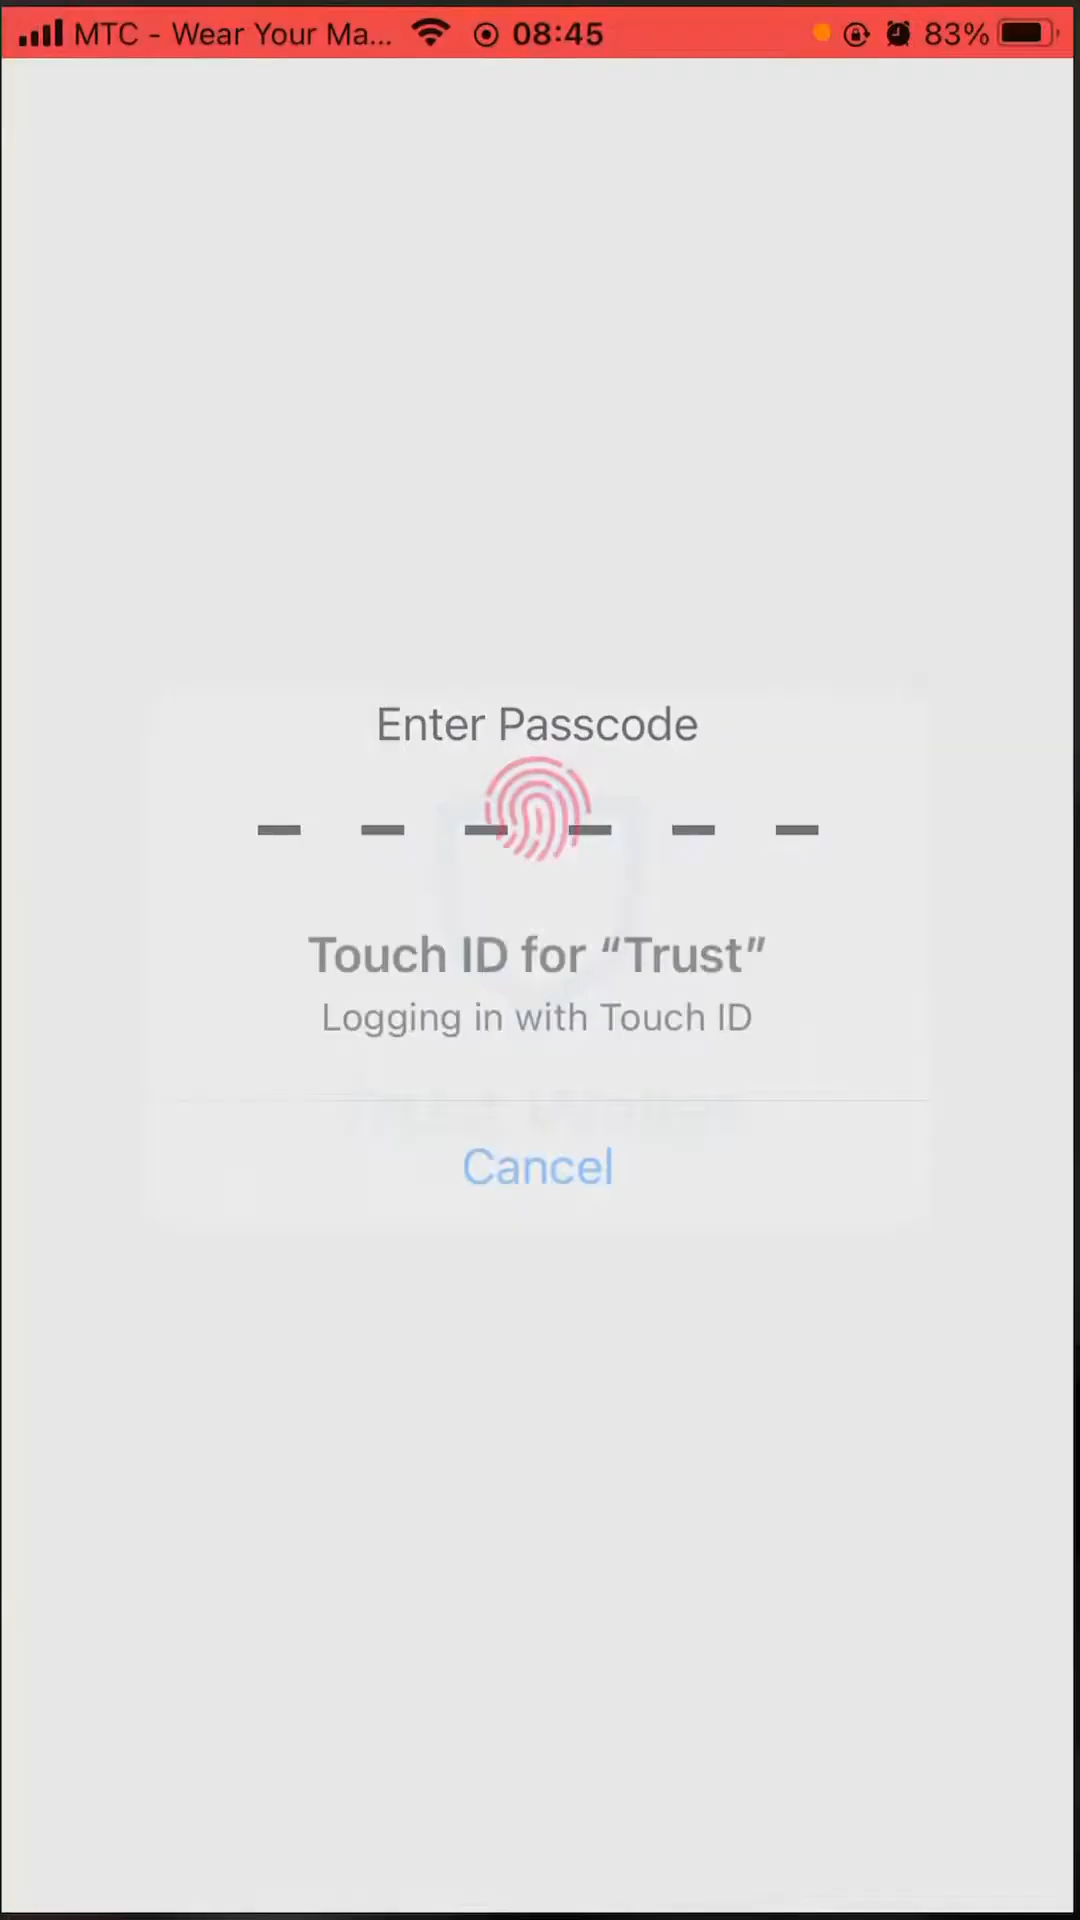 MTC - Wear Your Ma... 08:45 83%
Enter Passcode
Touch ID for “Trust”
Logging in with Touch ID
Cancel